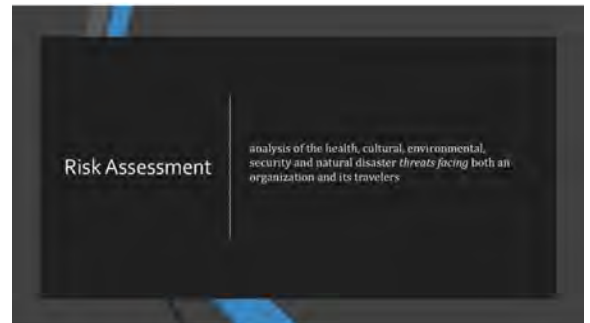 Risk Assessment
analysis of the health, cultural, environmental,
security and natural disaster threats facing both an
organization and its travelers